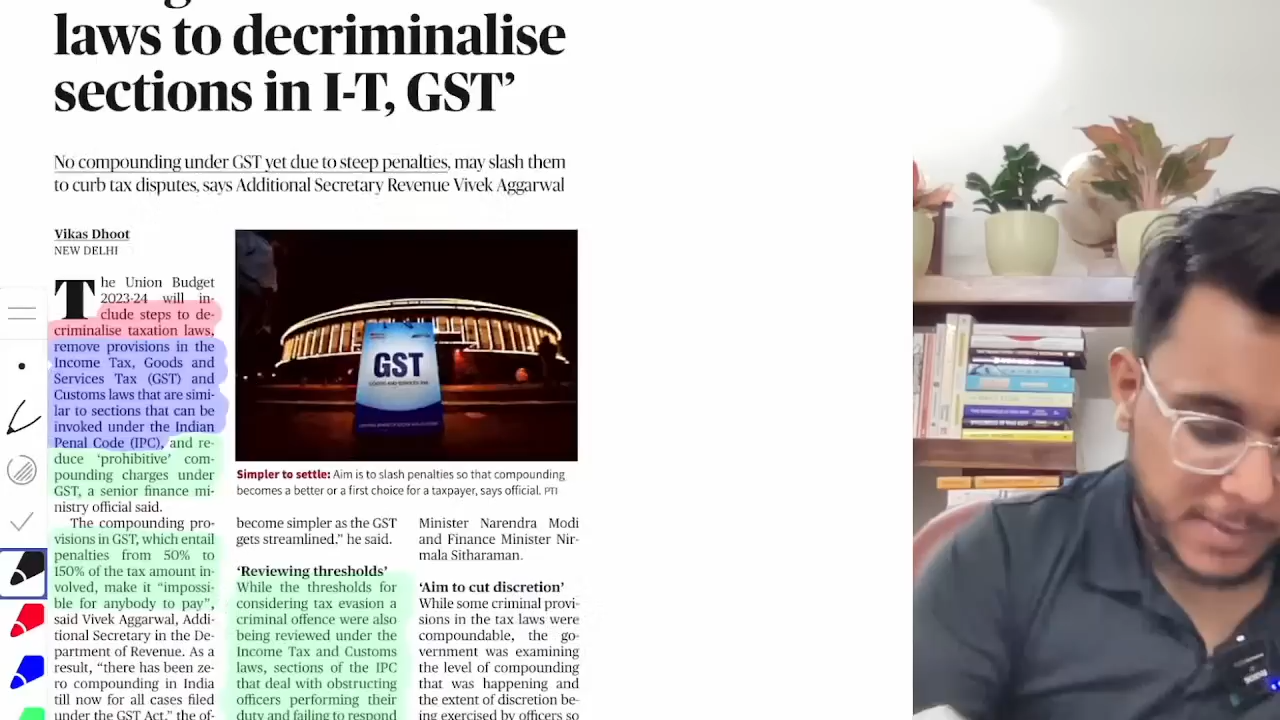 laws to decriminalise
sections in I-T, GST’
No compounding under GST yet due to steep penalties, may slash them
to curb tax disputes, says Additional Secretary Revenue Vivek Aggarwal
Vikas Dhoot
NEW DELHI
The Union Budget
2023-24 will in-
clude steps to de-
criminalise taxation laws,
remove provisions in the
Income Tax, Goods and
Services Tax (GST) and
Customs laws that are simi-
lar to sections that can be
invoked under the Indian
Penal Code (IPC), and re-
duce ‘prohibitive’ com-
pounding charges under
GST, a senior finance mi-
nistry official said.
The compounding pro-
visions in GST, which entail
penalties from 50% to
150% of the tax amount in-
volved, make it “impossi-
ble for anybody to pay”,
said Vivek Aggarwal, Addi-
tional Secretary in the De-
partment of Revenue. As a
result, “there has been ze-
ro compounding in India
till now for all cases filed
under the GST Act,” the of-
GST
GOODS AND SERVICES TAX
Simpler to settle: Aim is to slash penalties so that compounding
becomes a better or a first choice for a taxpayer, says official. PTI
become simpler as the GST
gets streamlined,” he said.
‘Reviewing thresholds’
While the thresholds for
considering tax evasion a
criminal offence were also
being reviewed under the
Income Tax and Customs
laws, sections of the IPC
that deal with obstructing
officers performing their
duty and failing to respond
Minister Narendra Modi
and Finance Minister Nir-
mala Sitharaman.
‘Aim to cut discretion’
While some criminal provi-
sions in the tax laws were
compoundable, the go-
vernment was examining
the level of compounding
that was happening and
the extent of discretion be-
ing exercised by officers so